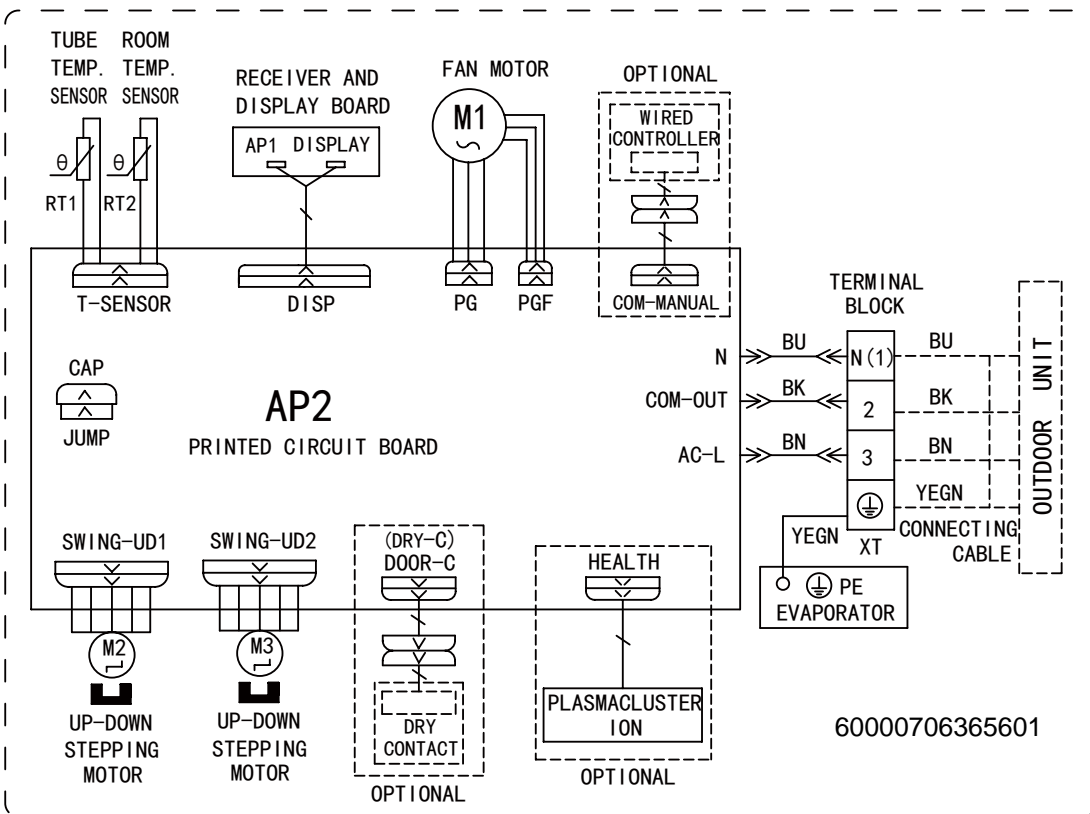 TUBE
TEMP.
SENSOR
ROOM
TEMP.
SENSOR
θ
RT1
θ
RT2
RECEIVER AND
DISPLAY BOARD
AP1 DISPLAY
FAN MOTOR
M1
OPTIONAL
WIRED
CONTROLLER
T-SENSOR
DISP
PG
PGF
COM-MANUAL
CAP
JUMP
AP2
PRINTED CIRCUIT BOARD
N
COM-OUT
AC-L
BU
BK
BN
TERMINAL
BLOCK
N(1)
2
3
XT
BU
BK
BN
YEGN
CONNECTING
CABLE
OUTDOOR UNIT
YEGN
PE
EVAPORATOR
SWING-UD1
M2
UP-DOWN
STEPPING
MOTOR
SWING-UD2
M3
UP-DOWN
STEPPING
MOTOR
(DRY-C)
DOOR-C
DRY
CONTACT
OPTIONAL
HEALTH
PLASMACLUSTER
ION
OPTIONAL
60000706365601